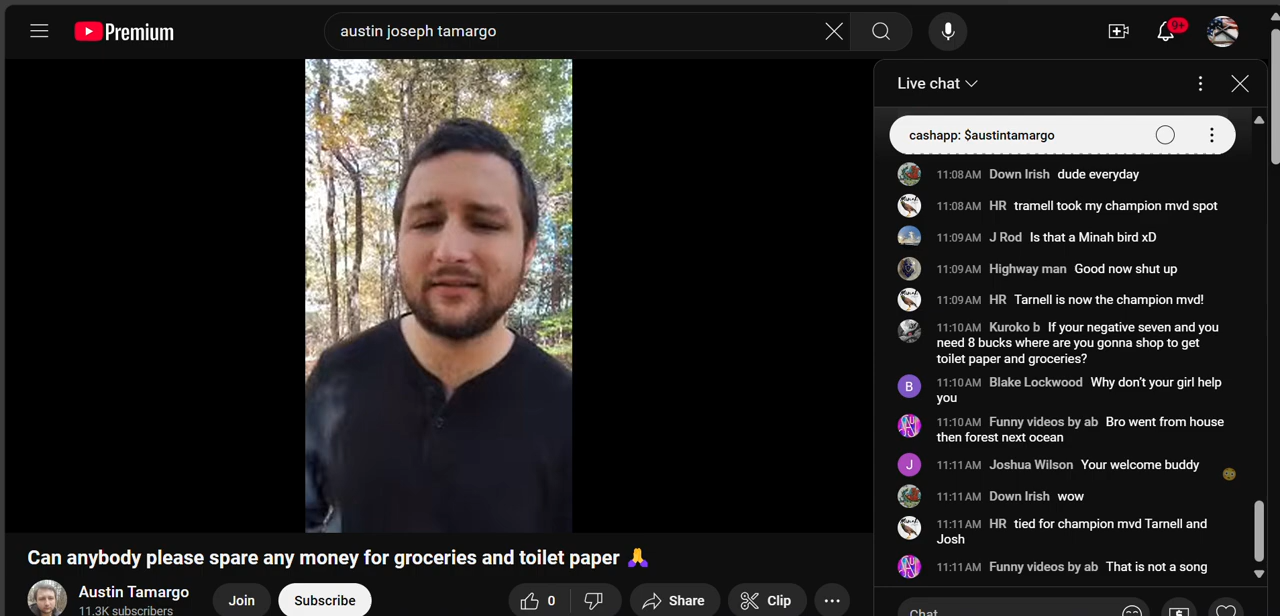 Premium
austin joseph tamargo
9+
Live chat
cashapp: $austintamargo
11:08 AM Down Irish dude everyday
11:08 AM HR tramell took my champion mvd spot
11:09 AM J Rod Is that a Minah bird xD
11:09 AM Highway man Good now shut up
11:09 AM HR Tarnell is now the champion mvd!
11:10 AM Kuroko b If your negative seven and you
need 8 bucks where are you gonna shop to get
toilet paper and groceries?
B
11:10 AM Blake Lockwood Why don't your girl help
you
11:10 AM Funny videos by ab Bro went from house
then forest next ocean
J
11:11 AM Joshua Wilson Your welcome buddy
11:11 AM Down Irish wow
11:11 AM HR tied for champion mvd Tarnell and
Josh
11:11 AM Funny videos by ab That is not a song
Chat
Can anybody please spare any money for groceries and toilet paper 🙏
Austin Tamargo
11.3K subscribers
Join
Subscribe
0
Share
Clip